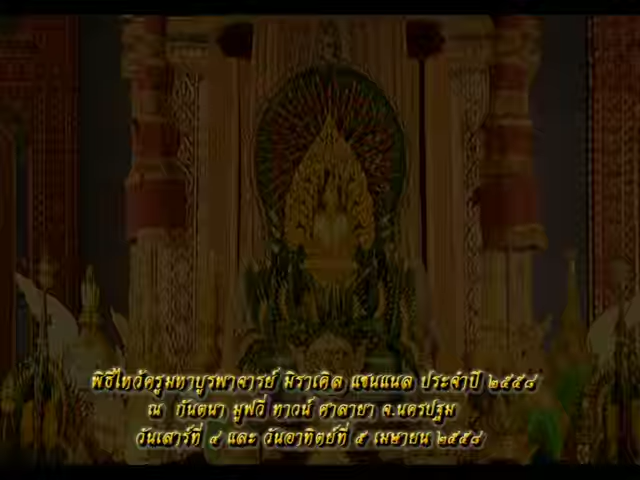 พิธีไหว้ครูมหาบูรพาจารย์ มิราเคิล แชนแนล ประจำปี ๒๕๕๘
ณ กันตนา มูฟวี่ ทาวน์ ศาลายา จ.นครปฐม
วันเสาร์ที่ ๔ และ วันอาทิตย์ที่ ๕ เมษายน ๒๕๕๘